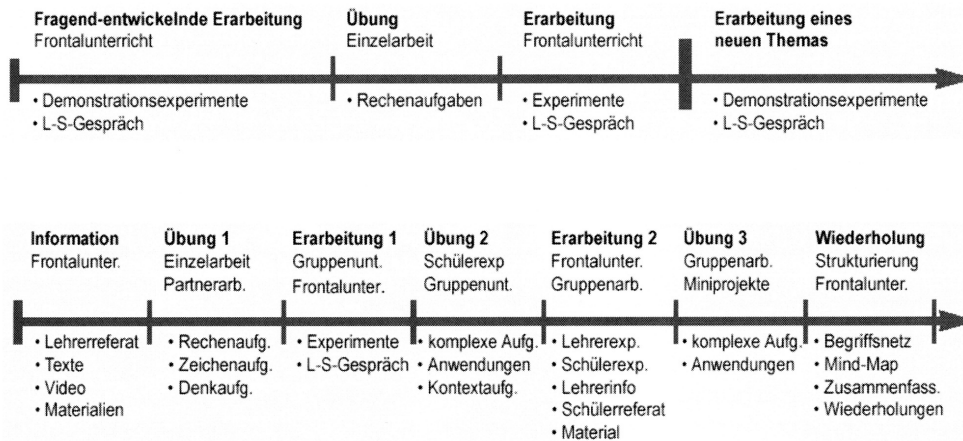 Fragend-entwickelnde Erarbeitung
Frontalunterricht
• Demonstrationsexperimente
• L-S-Gespräch
Übung
Einzelarbeit
• Rechenaufgaben
Erarbeitung
Frontalunterricht
• Experimente
• L-S-Gespräch
Erarbeitung eines
neuen Themas
• Demonstrationsexperimente
• L-S-Gespräch
Information
Frontalunter.
• Lehrerreferat
• Texte
• Video
• Materialien
Übung 1
Einzelarbeit
Partnerarb.
• Rechenaufg.
• Zeichenaufg.
• Denkaufg.
Erarbeitung 1
Gruppenunt.
Frontalunter.
• Experimente
• L-S-Gespräch
Übung 2
Schülerexp
Gruppenunt.
• komplexe Aufg.
• Anwendungen
• Kontextaufg.
Erarbeitung 2
Frontalunter.
Gruppenarb.
• Lehrerexp.
• Schülerexp.
• Lehrerinfo
• Schülerreferat
• Material
Übung 3
Gruppenarb.
Miniprojekte
• komplexe Aufg.
• Anwendungen
Wiederholung
Strukturierung
Frontalunter.
• Begriffsnetz
• Mind-Map
• Zusammenfass.
• Wiederholungen